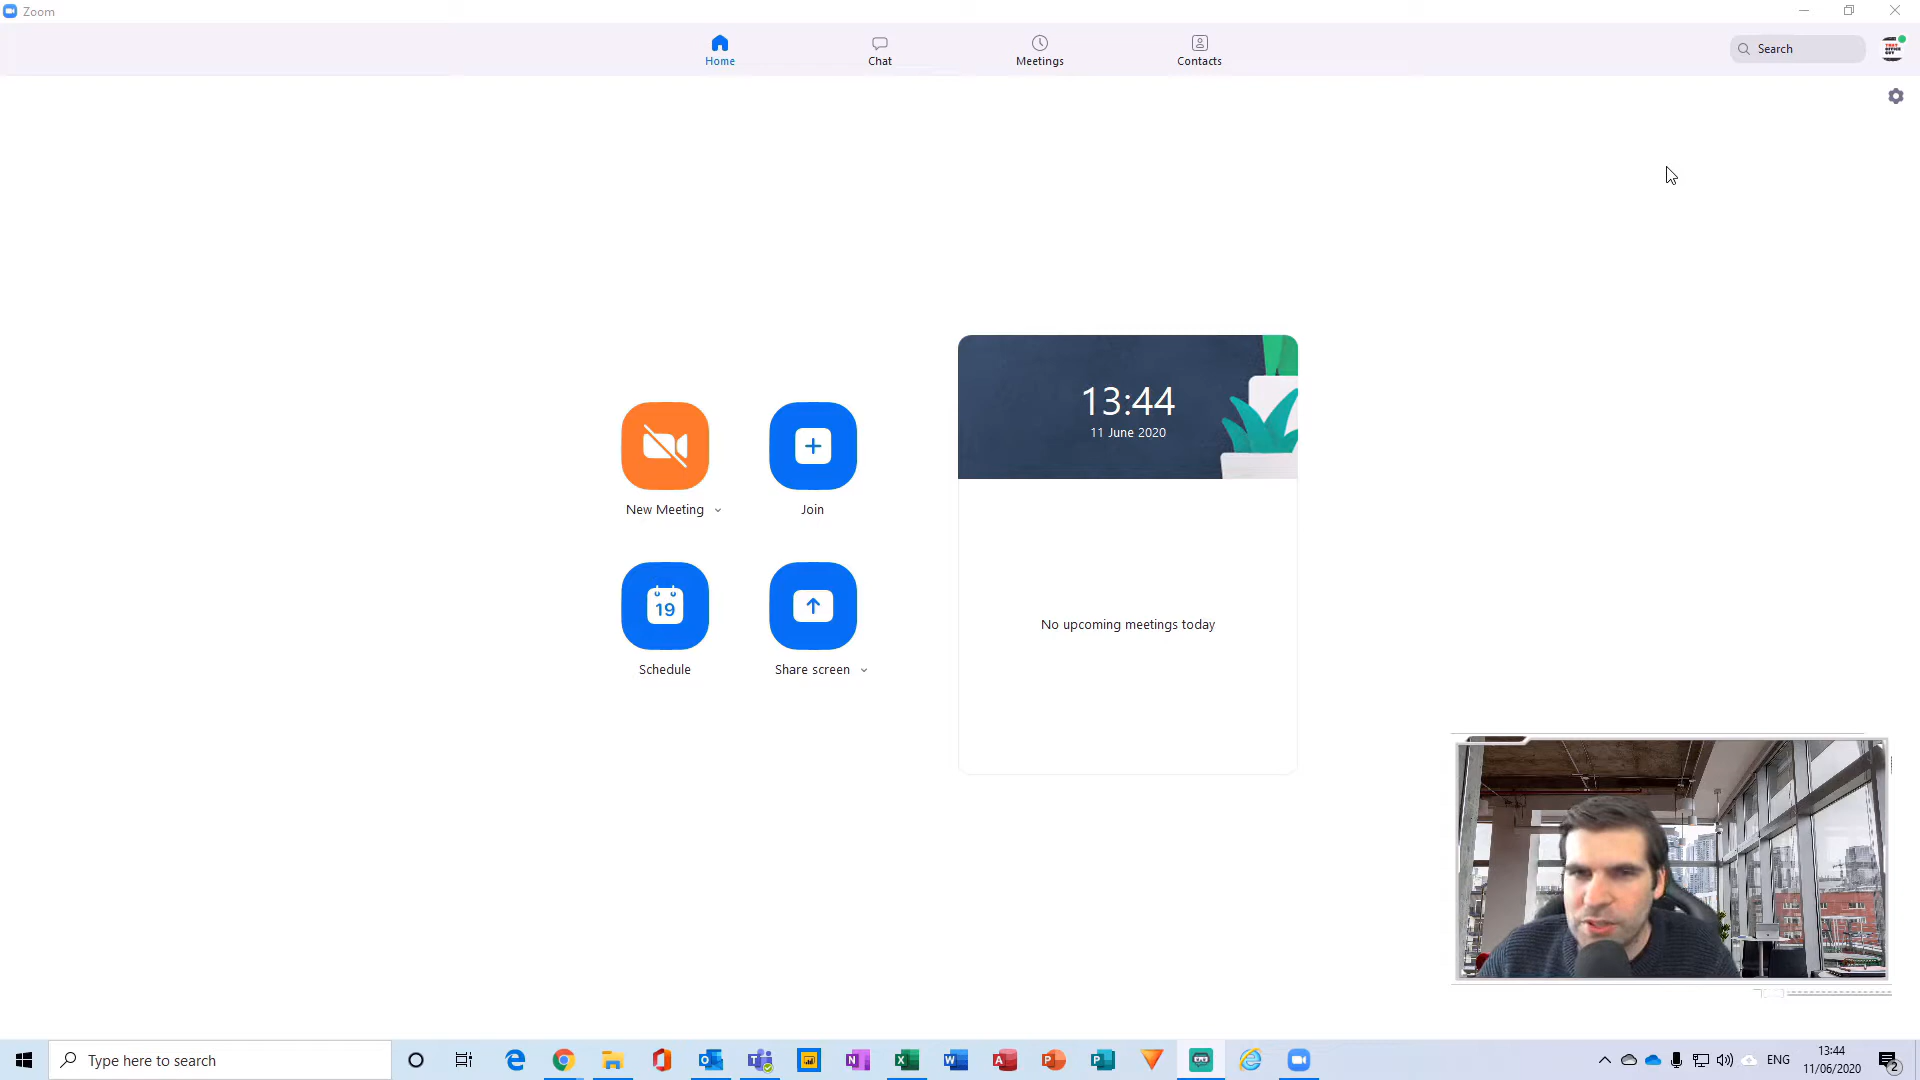 Zoom
Home
Chat
Meetings
Contacts
Search
13:44
11 June 2020
New Meeting
Join
19
Schedule
Share screen
No upcoming meetings today
Type here to search
ENG
13:44
11/06/2020
2